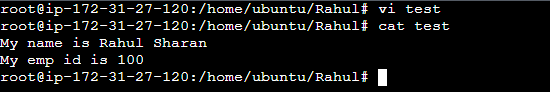 root@ip-172-31-27-120:/home/ubuntu/Rahul# vi test
root@ip-172-31-27-120:/home/ubuntu/Rahul# cat test
My name is Rahul Sharan
My emp id is 100
root@ip-172-31-27-120:/home/ubuntu/Rahul#